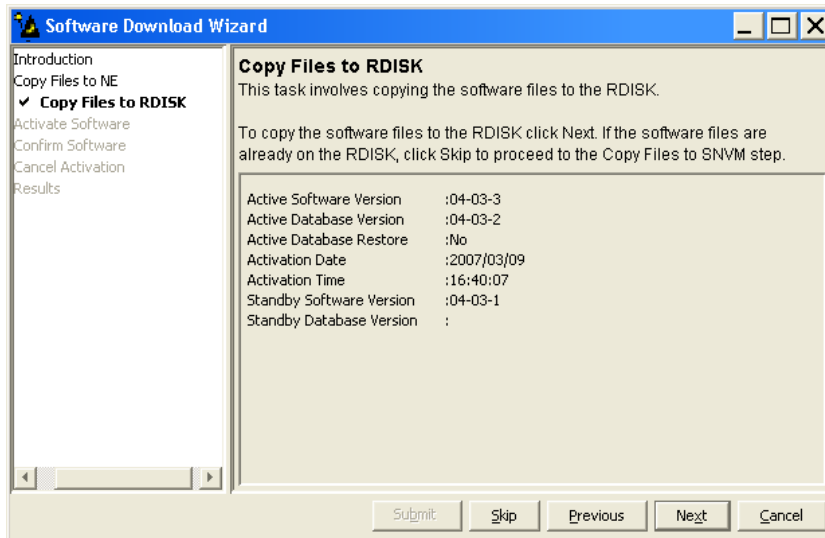 Software Download Wizard
Introduction
Copy Files to NE
Copy Files to RDISK
Activate Software
Confirm Software
Cancel Activation
Results
Copy Files to RDISK
This task involves copying the software files to the RDISK.
To copy the software files to the RDISK click Next. If the software files are
already on the RDISK, click Skip to proceed to the Copy Files to SNVM step.
Active Software Version :04-03-3
Active Database Version :04-03-2
Active Database Restore :No
Activation Date :2007/03/09
Activation Time :16:40:07
Standby Software Version :04-03-1
Standby Database Version :
Submit Skip Previous Next Cancel